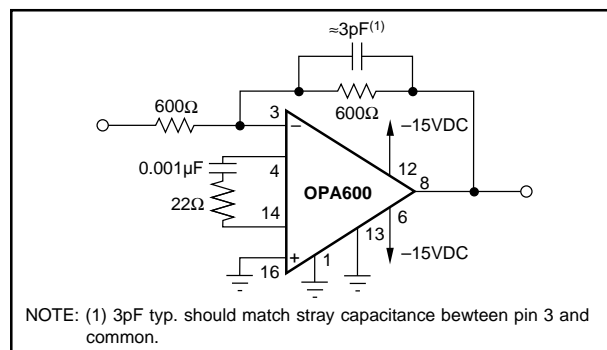 ≈3pF(1)
600Ω
600Ω
3
–
–15VDC
0.001µF
4
12
OPA600
8
22Ω
14
6
13
–15VDC
+
1
16
NOTE: (1) 3pF typ. should match stray capacitance bewteen pin 3 and
common.